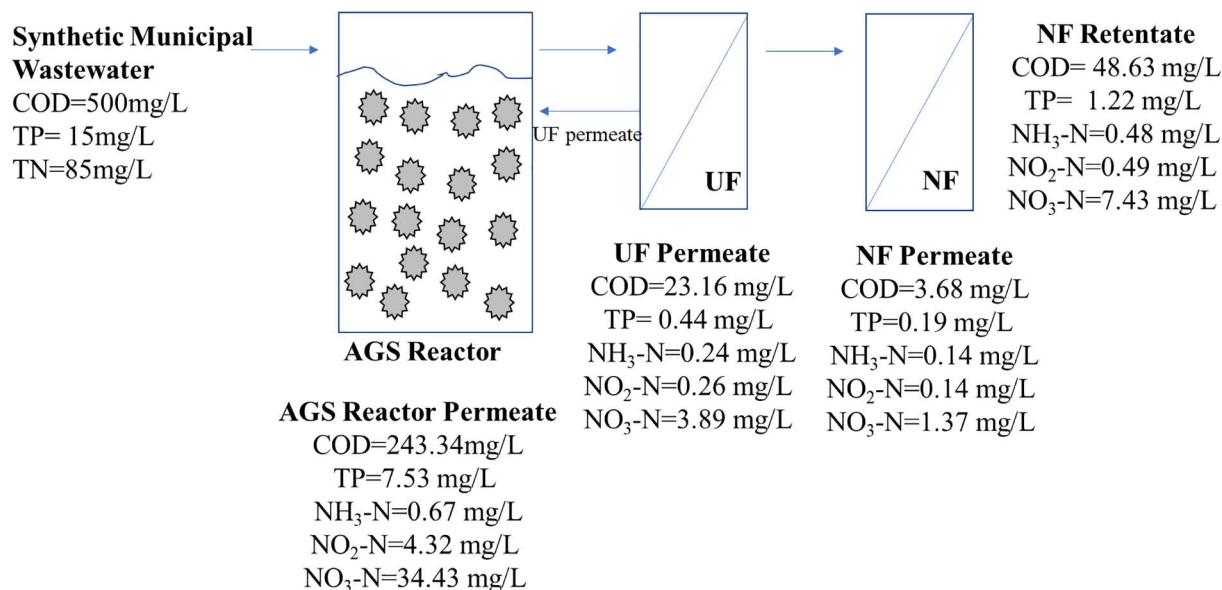 Synthetic Municipal
Wastewater
COD=500mg/L
TP= 15mg/L
TN=85mg/L
AGS Reactor
AGS Reactor Permeate
COD=243.34mg/L
TP=7.53 mg/L
NH₃-N=0.67 mg/L
NO₂-N=4.32 mg/L
NO₃-N=34.43 mg/L
UF permeate
UF
UF Permeate
COD=23.16 mg/L
TP= 0.44 mg/L
NH₃-N=0.24 mg/L
NO₂-N=0.26 mg/L
NO₃-N=3.89 mg/L
NF
NF Permeate
COD=3.68 mg/L
TP=0.19 mg/L
NH₃-N=0.14 mg/L
NO₂-N=0.14 mg/L
NO₃-N=1.37 mg/L
NF Retentate
COD= 48.63 mg/L
TP= 1.22 mg/L
NH₃-N=0.48 mg/L
NO₂-N=0.49 mg/L
NO₃-N=7.43 mg/L